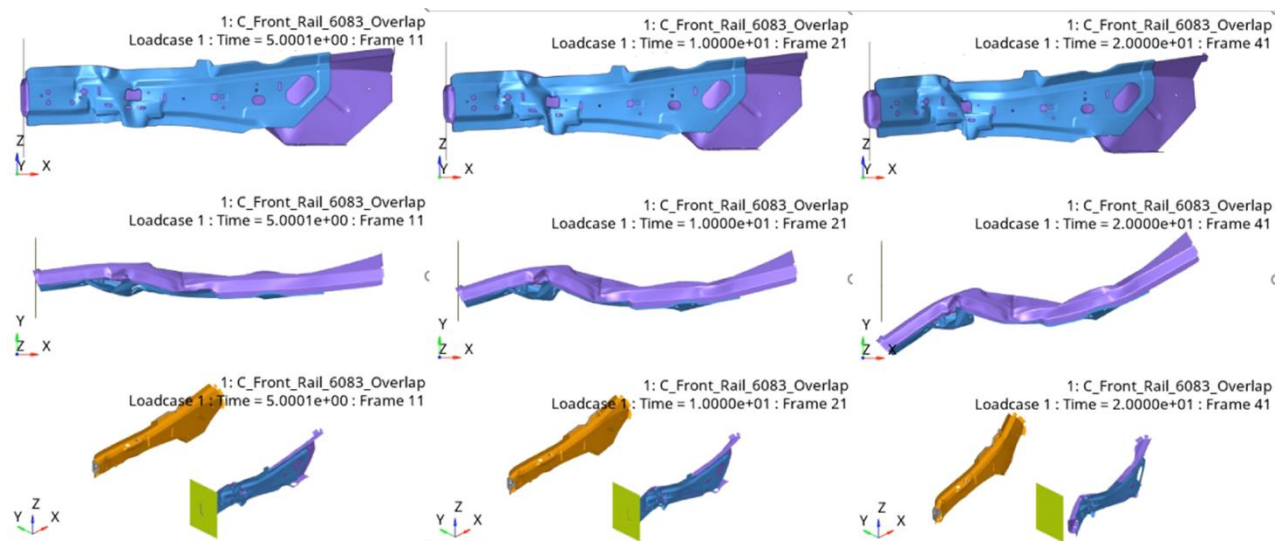 1: C_Front_Rail_6083_Overlap
Loadcase 1 : Time = 5.0001e+00 : Frame 11
Z
Y X
1: C_Front_Rail_6083_Overlap
Loadcase 1 : Time = 1.0000e+01 : Frame 21
Z
Y X
1: C_Front_Rail_6083_Overlap
Loadcase 1 : Time = 2.0000e+01 : Frame 41
Z
Y X
1: C_Front_Rail_6083_Overlap
Loadcase 1 : Time = 5.0001e+00 : Frame 11
Y
Z X
1: C_Front_Rail_6083_Overlap
Loadcase 1 : Time = 1.0000e+01 : Frame 21
Y
Z X
1: C_Front_Rail_6083_Overlap
Loadcase 1 : Time = 2.0000e+01 : Frame 41
Y
Z X
1: C_Front_Rail_6083_Overlap
Loadcase 1 : Time = 5.0001e+00 : Frame 11
Z
Y X
1: C_Front_Rail_6083_Overlap
Loadcase 1 : Time = 1.0000e+01 : Frame 21
Z
Y X
1: C_Front_Rail_6083_Overlap
Loadcase 1 : Time = 2.0000e+01 : Frame 41
Z
Y X